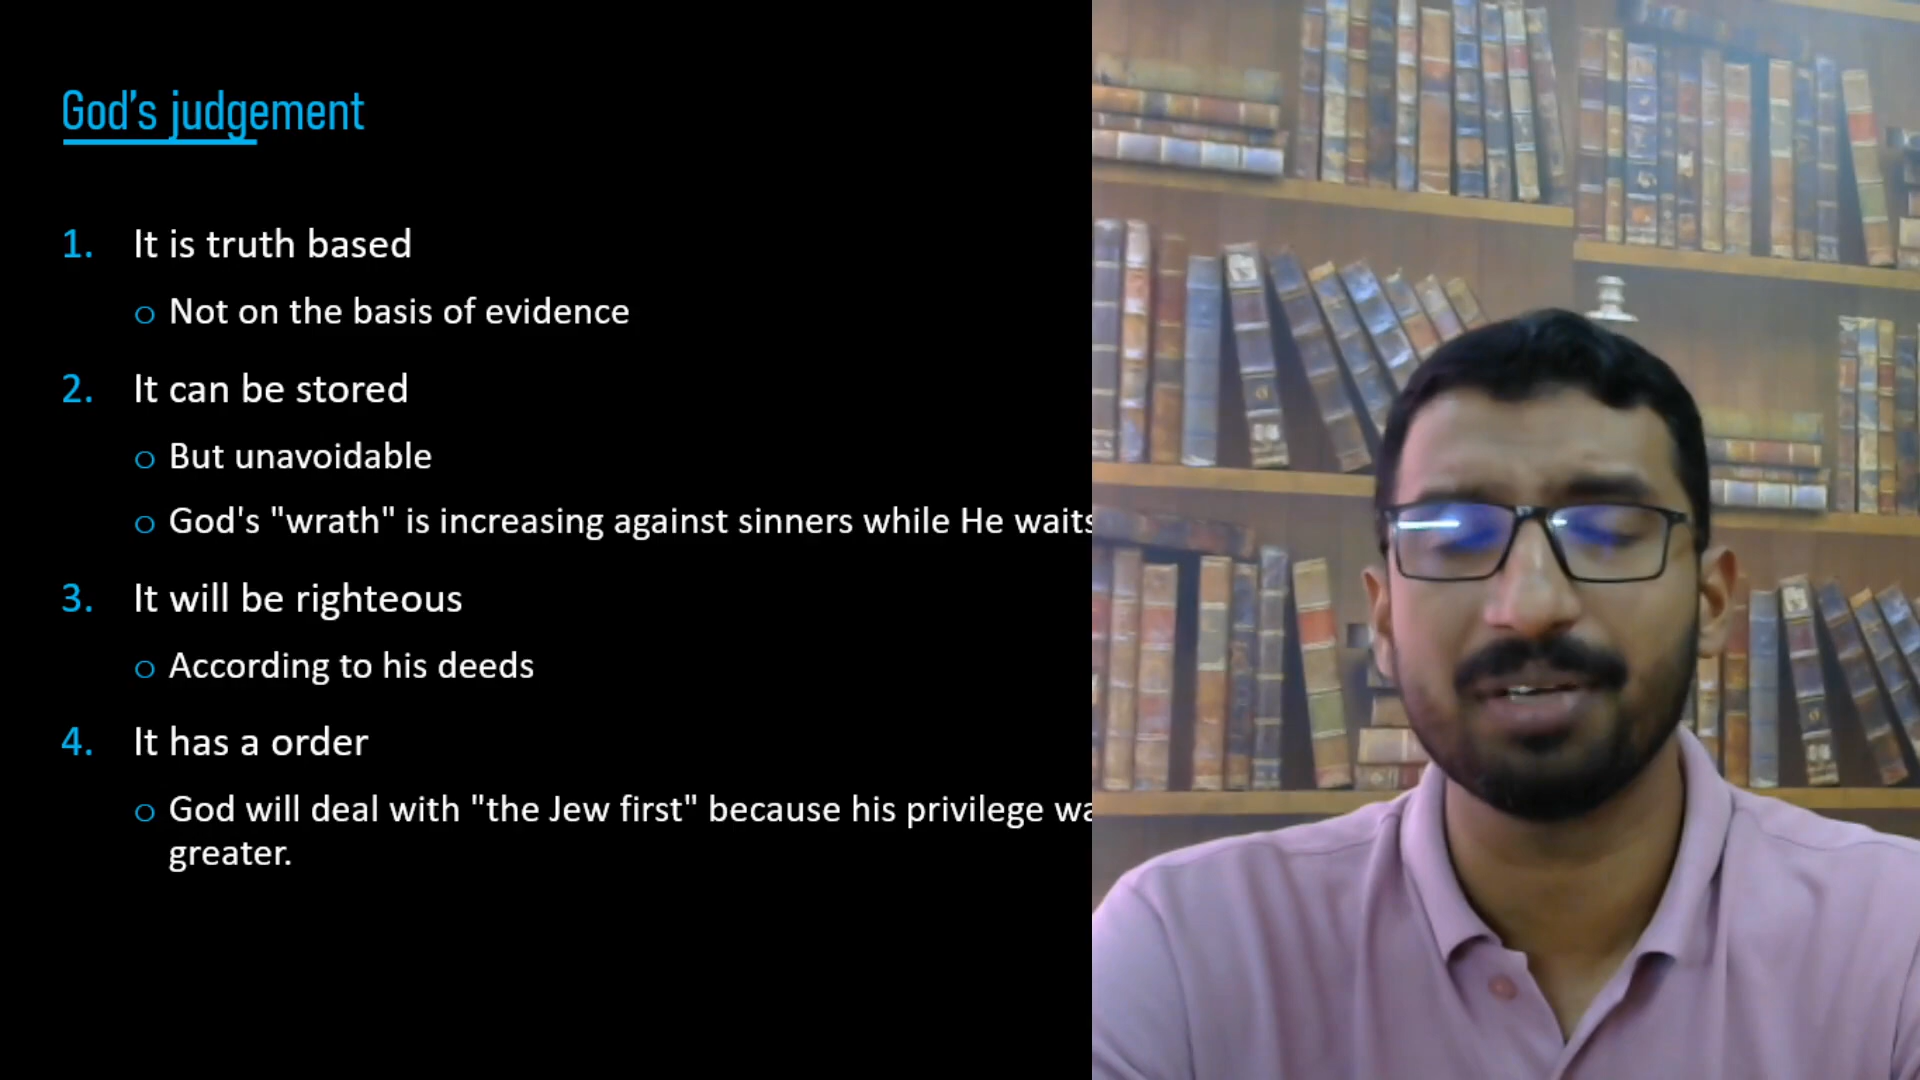 God's judgement
1. It is truth based
o Not on the basis of evidence
2. It can be stored
o But unavoidable
o God's "wrath" is increasing against sinners while He waits
3. It will be righteous
o According to his deeds
4. It has a order
o God will deal with "the Jew first" because his privilege
greater.